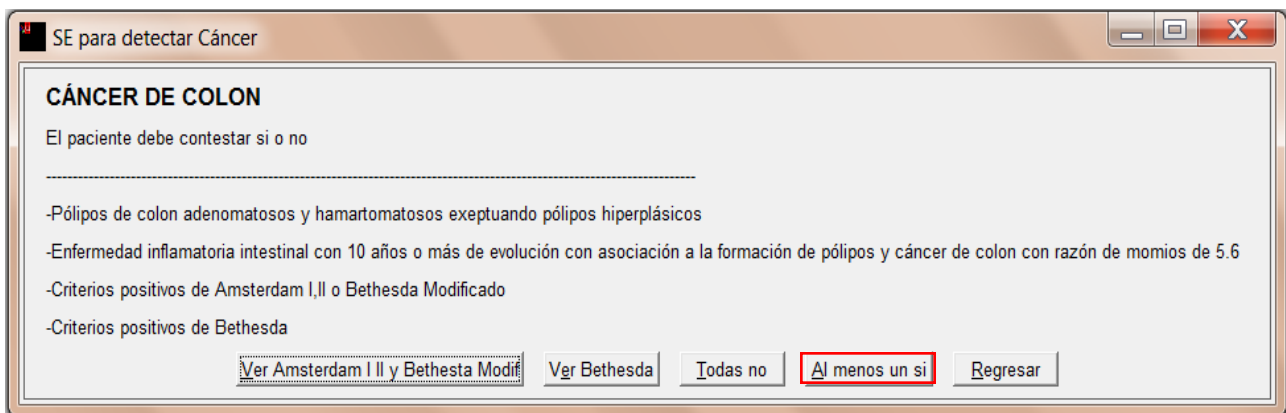 SE para detectar Cáncer
CÁNCER DE COLON
El paciente debe contestar si o no
-Pólipos de colon adenomatosos y hamartomatosos exeptuando pólipos hiperplásicos
-Enfermedad inflamatoria intestinal con 10 años o más de evolución con asociación a la formación de pólipos y cáncer de colon con razón de momios de 5.6
-Criterios positivos de Amsterdam I,II o Bethesda Modificado
-Criterios positivos de Bethesda
Ver Amsterdam I II y Bethesta Modif Ver Bethesda Todas no Al menos un si Regresar